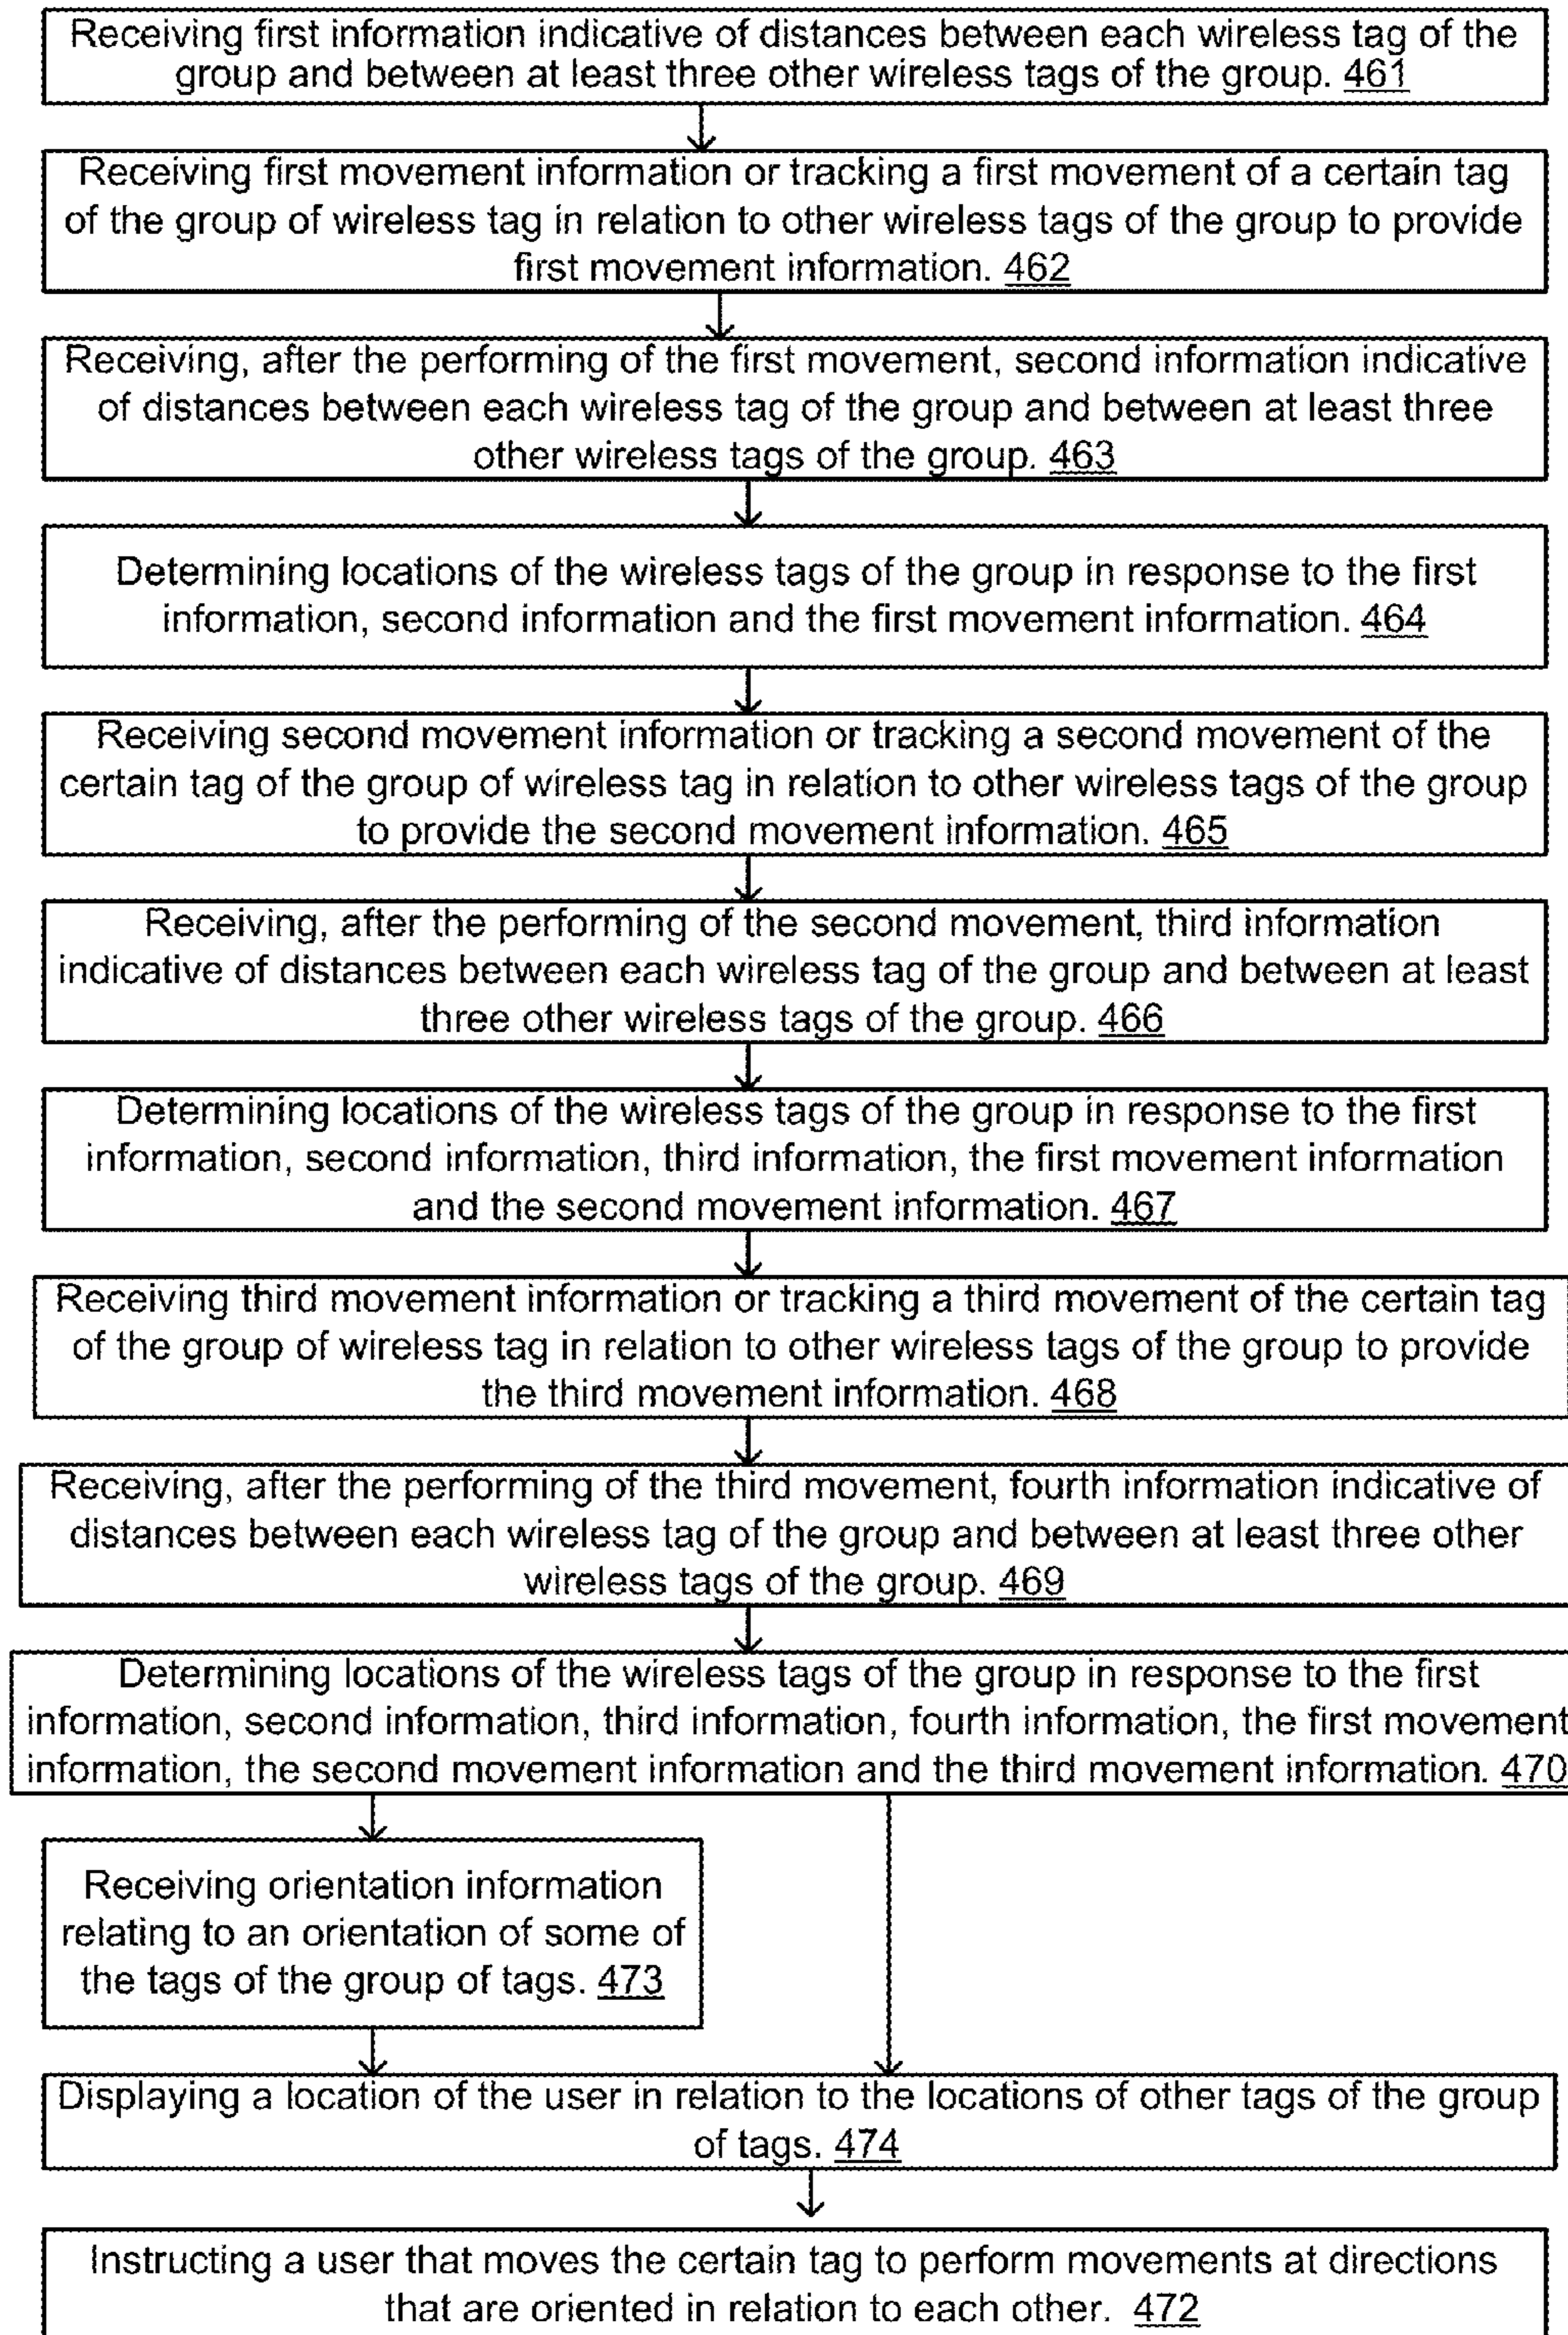 Receiving first information indicative of distances between each wireless tag of the
group and between at least three other wireless tags of the group. 461
Receiving first movement information or tracking a first movement of a certain tag
of the group of wireless tag in relation to other wireless tags of the group to provide
first movement information. 462
Receiving, after the performing of the first movement, second information indicative
of distances between each wireless tag of the group and between at least three
other wireless tags of the group. 463
Determining locations of the wireless tags of the group in response to the first
information, second information and the first movement information. 464
Receiving second movement information or tracking a second movement of the
certain tag of the group of wireless tag in relation to other wireless tags of the group
to provide the second movement information. 465
Receiving, after the performing of the second movement, third information
indicative of distances between each wireless tag of the group and between at least
three other wireless tags of the group. 466
Determining locations of the wireless tags of the group in response to the first
information, second information, third information, the first movement information
and the second movement information. 467
Receiving third movement information or tracking a third movement of the certain tag
of the group of wireless tag in relation to other wireless tags of the group to provide
the third movement information. 468
Receiving, after the performing of the third movement, fourth information indicative of
distances between each wireless tag of the group and between at least three other
wireless tags of the group. 469
Determining locations of the wireless tags of the group in response to the first
information, second information, third information, fourth information, the first movement
information, the second movement information and the third movement information. 470
Receiving orientation information
relating to an orientation of some of
the tags of the group of tags. 473
Displaying a location of the user in relation to the locations of other tags of the group
of tags. 474
Instructing a user that moves the certain tag to perform movements at directions
that are oriented in relation to each other. 472